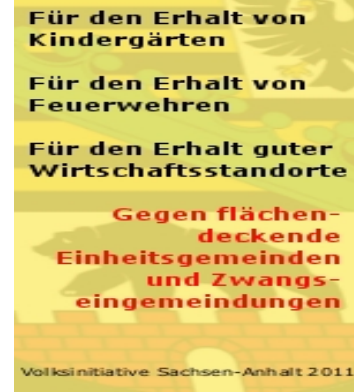 Für den Erhalt von
Kindergärten
Für den Erhalt von
Feuerwehren
Für den Erhalt guter
Wirtschaftsstandorte
Gegen flächen-
deckende
Einheitsgemeinden
und Zwangs-
eingemeindungen
Volksinitiative Sachsen-Anhalt 2011